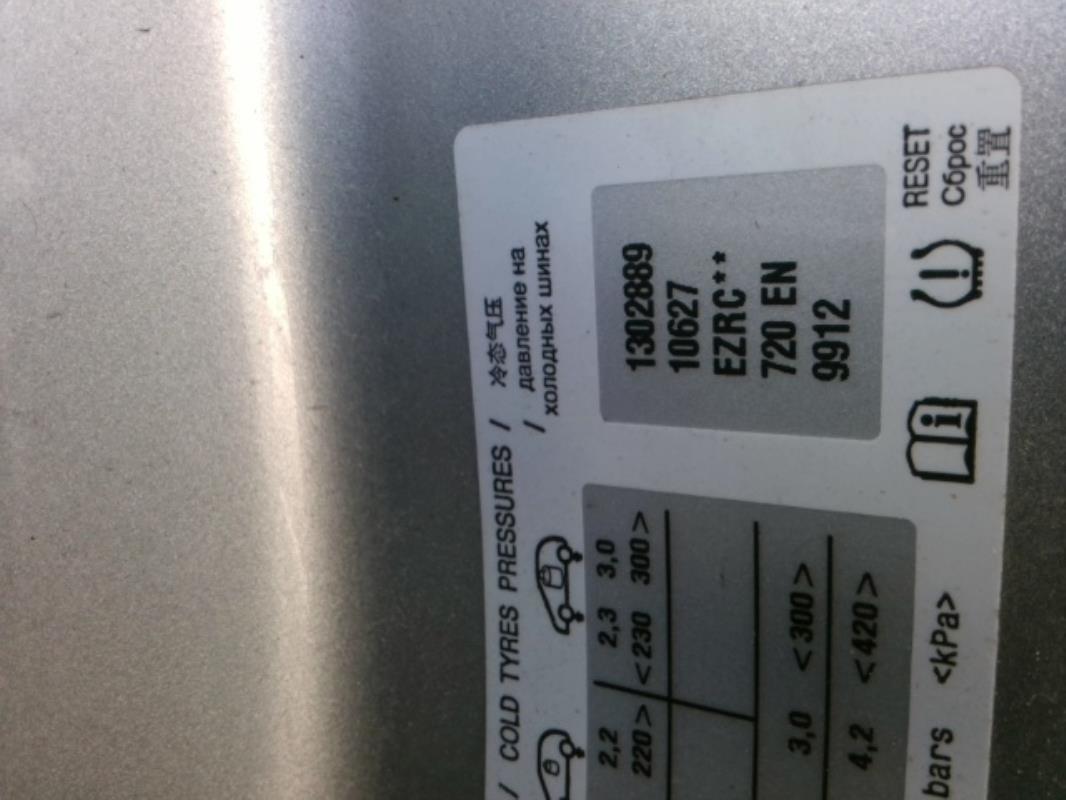 / COLD TYRES PRESSURES / 冷态气压
/ давление на
холодных шинах
2,2 2,3 3,0
220> <230 300>
3,0 <300>
4,2 <420>
bars <kPa>
1302889
10627
EZRC**
720 EN
9912
RESET
Сброс
重置